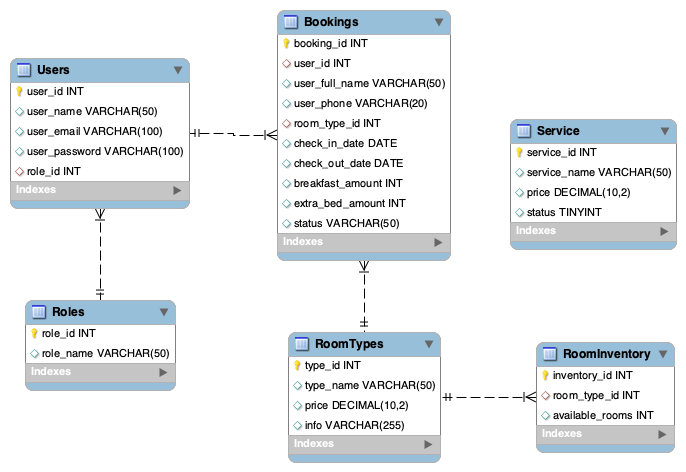 Bookings
booking_id INT
user_id INT
user_full_name VARCHAR(50)
user_phone VARCHAR(20)
room_type_id INT
check_in_date DATE
check_out_date DATE
breakfast_amount INT
extra_bed_amount INT
status VARCHAR(50)
Indexes
Users
user_id INT
user_name VARCHAR(50)
user_email VARCHAR(100)
user_password VARCHAR(100)
role_id INT
Indexes
Service
service_id INT
service_name VARCHAR(50)
price DECIMAL(10,2)
status TINYINT
Indexes
Roles
role_id INT
role_name VARCHAR(50)
Indexes
RoomTypes
type_id INT
type_name VARCHAR(50)
price DECIMAL(10,2)
info VARCHAR(255)
Indexes
RoomInventory
inventory_id INT
room_type_id INT
available_rooms INT
Indexes